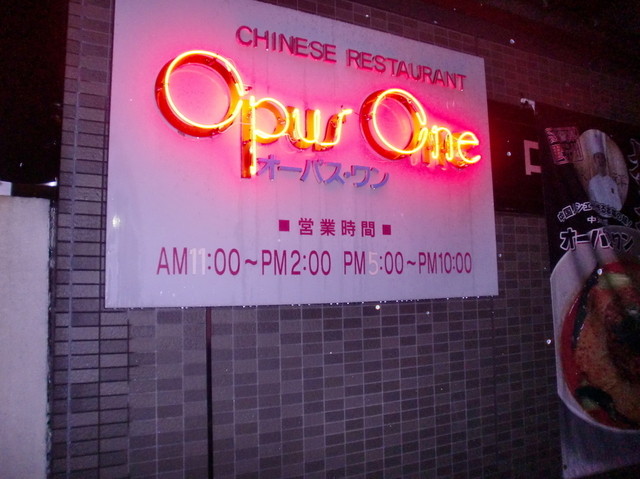 CHINESE RESTAURANT
Opus One
オーパス・ワン
■営業時間■
AM11:00～PM2:00 PM5:00～PM10:00
オーパスワン